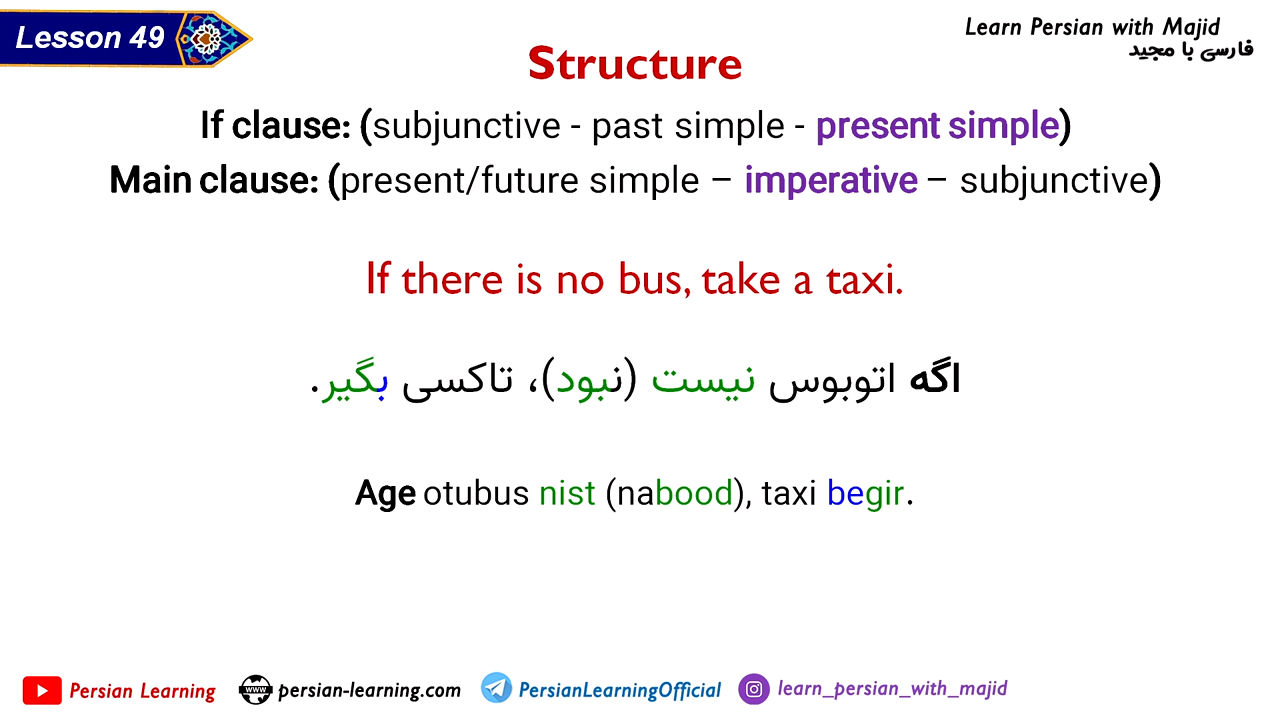 Lesson 49
Learn Persian with Majid
فارسی با مجید
Structure
If clause: (subjunctive - past simple - present simple)
Main clause: (present/future simple – imperative – subjunctive)
If there is no bus, take a taxi.
اگه اتوبوس نیست (نبود)، تاکسی بگیر.
Age otubus nist (nabood), taxi begir.
Persian Learning
www persian-learning.com
PersianLearningOfficial
learn_persian_with_majid